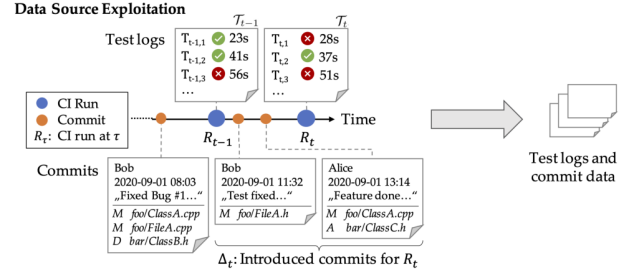 Data Source Exploitation
𝒯t-1
𝒯t
Test logs
Tt-1,1 23s
Tt-1,2 41s
Tt-1,3 56s
...
Tt,1 28s
Tt,2 37s
Tt,3 51s
...
CI Run
Commit
Rτ: CI run at τ
Time
Rt-1
Rt
Commits
Bob
2020-09-01 08:03
„Fixed Bug #1...“
M foo/ClassA.cpp
M foo/FileA.cpp
D bar/ClassB.h
Bob
2020-09-01 11:32
„Test fixed...“
M foo/FileA.h
Alice
2020-09-01 13:14
„Feature done...“
M foo/ClassA.cpp
A bar/ClassC.h
Δt: Introduced commits for Rt
Test logs and
commit data